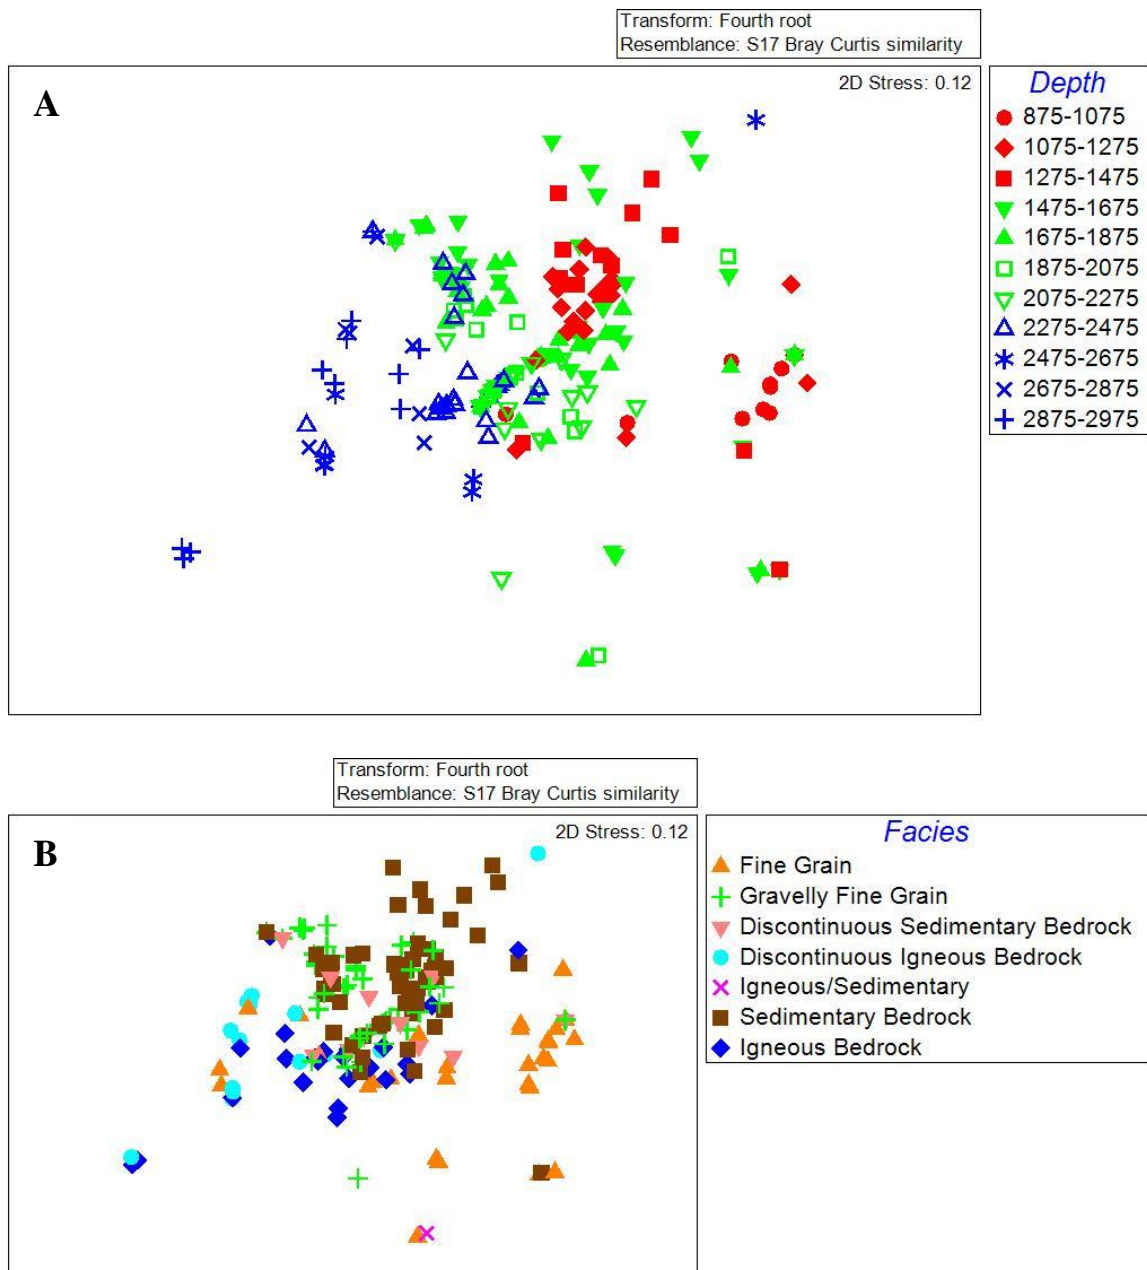 Transform: Fourth root
Resemblance: S17 Bray Curtis similarity
A
2D Stress: 0.12
Depth
875-1075
1075-1275
1275-1475
1475-1675
1675-1875
1875-2075
2075-2275
2275-2475
2475-2675
2675-2875
2875-2975
Transform: Fourth root
Resemblance: S17 Bray Curtis similarity
B
2D Stress: 0.12
Facies
Fine Grain
Gravelly Fine Grain
Discontinuous Sedimentary Bedrock
Discontinuous Igneous Bedrock
Igneous/Sedimentary
Sedimentary Bedrock
Igneous Bedrock